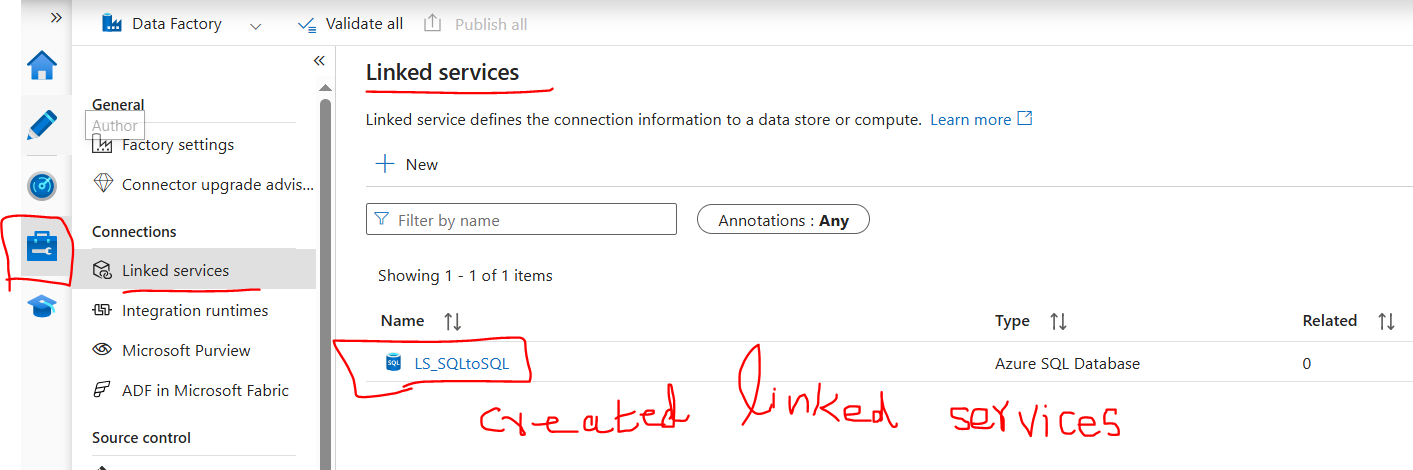 Data Factory
Validate all
Publish all
General
Author
Factory settings
Connector upgrade advis...
Connections
Linked services
Integration runtimes
Microsoft Purview
ADF in Microsoft Fabric
Source control
Linked services
Linked service defines the connection information to a data store or compute. Learn more
New
Filter by name
Annotations : Any
Showing 1 - 1 of 1 items
Name Type Related
SQL LS_SQLtoSQL Azure SQL Database 0
created linked services